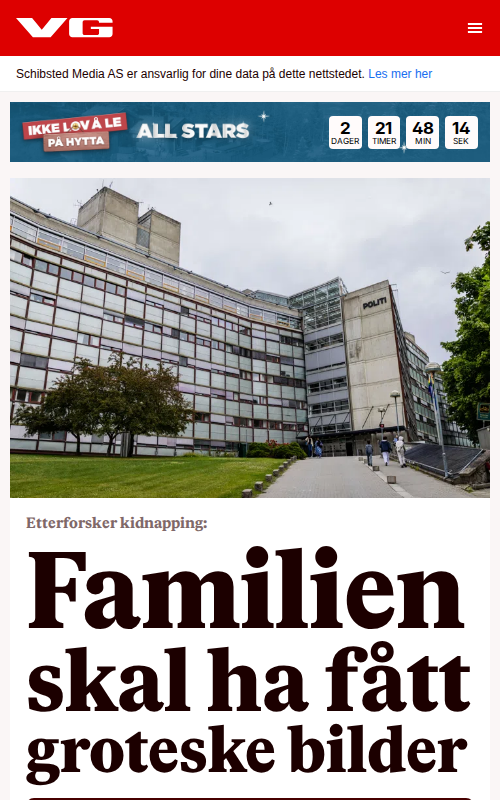 VG
Schibsted Media AS er ansvarlig for dine data på dette nettstedet. Les mer her
IKKE LOV Å LE
PÅ HYTTA
ALL STARS
2 21 48 14
DAGER TIMER MIN SEK
POLITI
Etterforsker kidnapping:
Familien
skal ha fått
groteske bilder